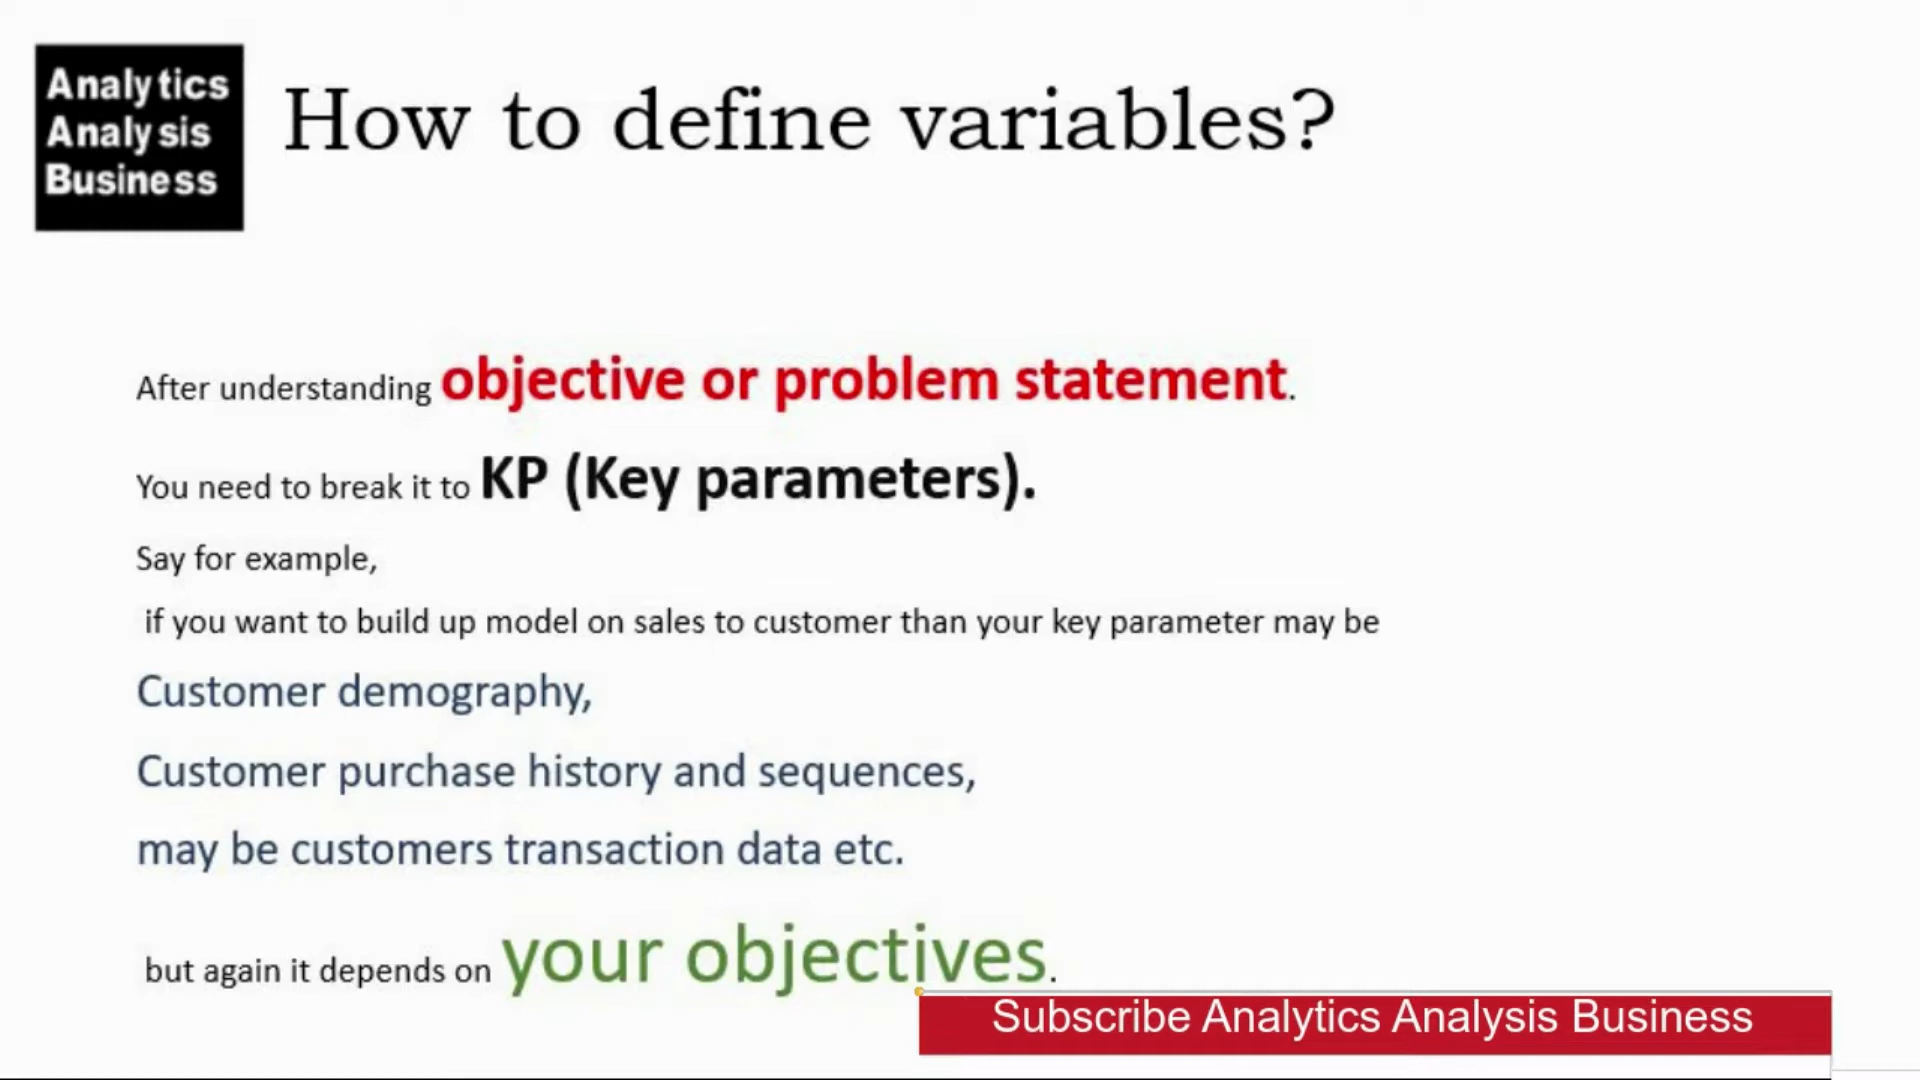 Analytics
Analysis
Business
How to define variables?
After understanding objective or problem statement.
You need to break it to KP (Key parameters).
Say for example,
if you want to build up model on sales to customer than your key parameter may be
Customer demography,
Customer purchase history and sequences,
may be customers transaction data etc.
but again it depends on your objectives.
Subscribe Analytics Analysis Business